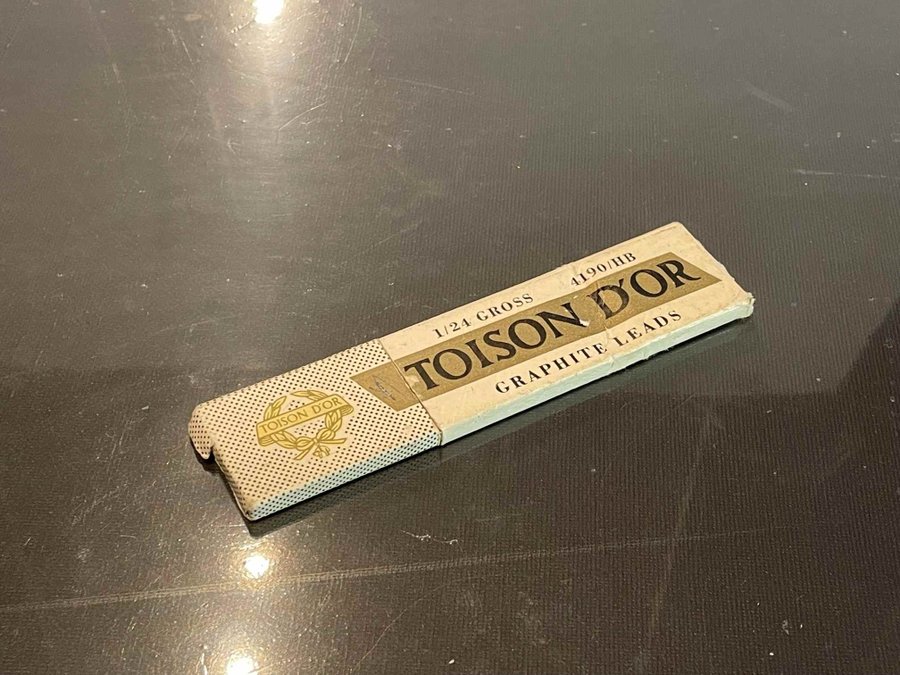 1/24 GROSS 4190/HB
TOISON D'OR
GRAPHITE LEADS
TOISON D'OR